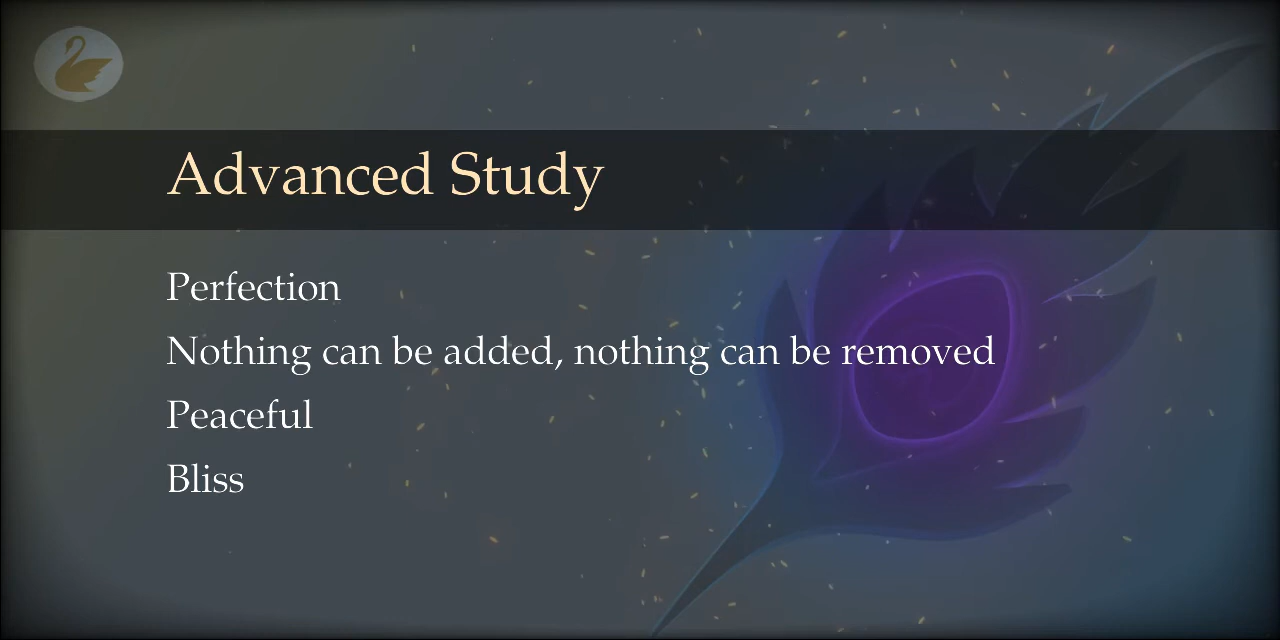 Advanced Study
Perfection
Nothing can be added, nothing can be removed
Peaceful
Bliss